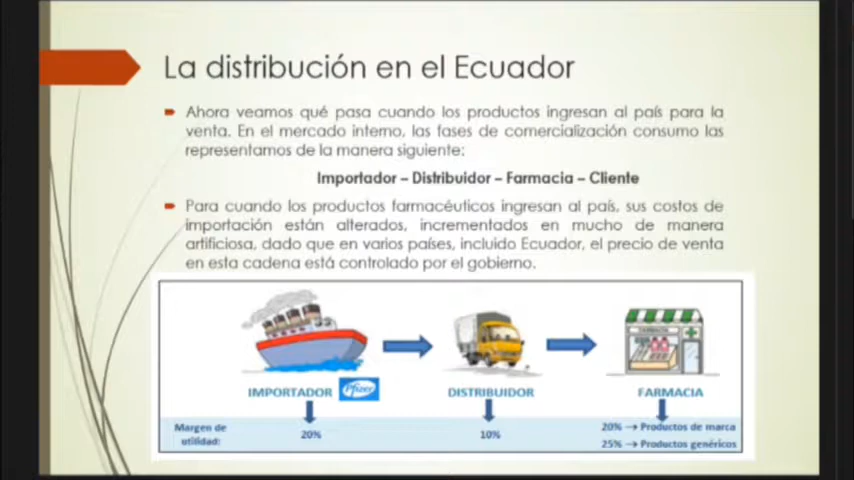 La distribución en el Ecuador
Ahora veamos qué pasa cuando los productos ingresan al país para la
venta. En el mercado interno, las fases de comercialización consumo las
representamos de la manera siguiente:
Importador – Distribuidor – Farmacia – Cliente
Para cuando los productos farmacéuticos ingresan al país, sus costos de
importación están alterados, incrementados en mucho de manera
artificiosa, dado que en varios países, incluido Ecuador, el precio de venta
en esta cadena está controlado por el gobierno.
FARMACIA
IMPORTADOR Pfizer DISTRIBUIDOR FARMACIA
Margen de
utilidad:
20%
10%
20% → Productos de marca
25% → Productos genéricos